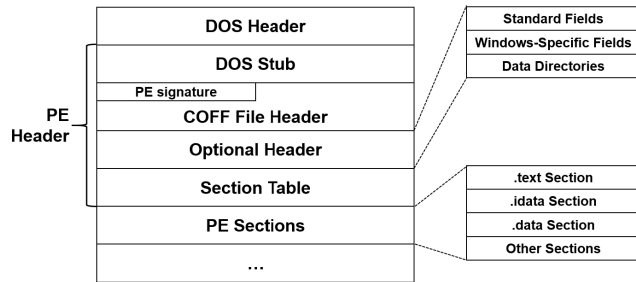 DOS Header
DOS Stub
PE signature
COFF File Header
Optional Header
Section Table
PE Sections
...
PE
Header
Standard Fields
Windows-Specific Fields
Data Directories
.text Section
.idata Section
.data Section
Other Sections